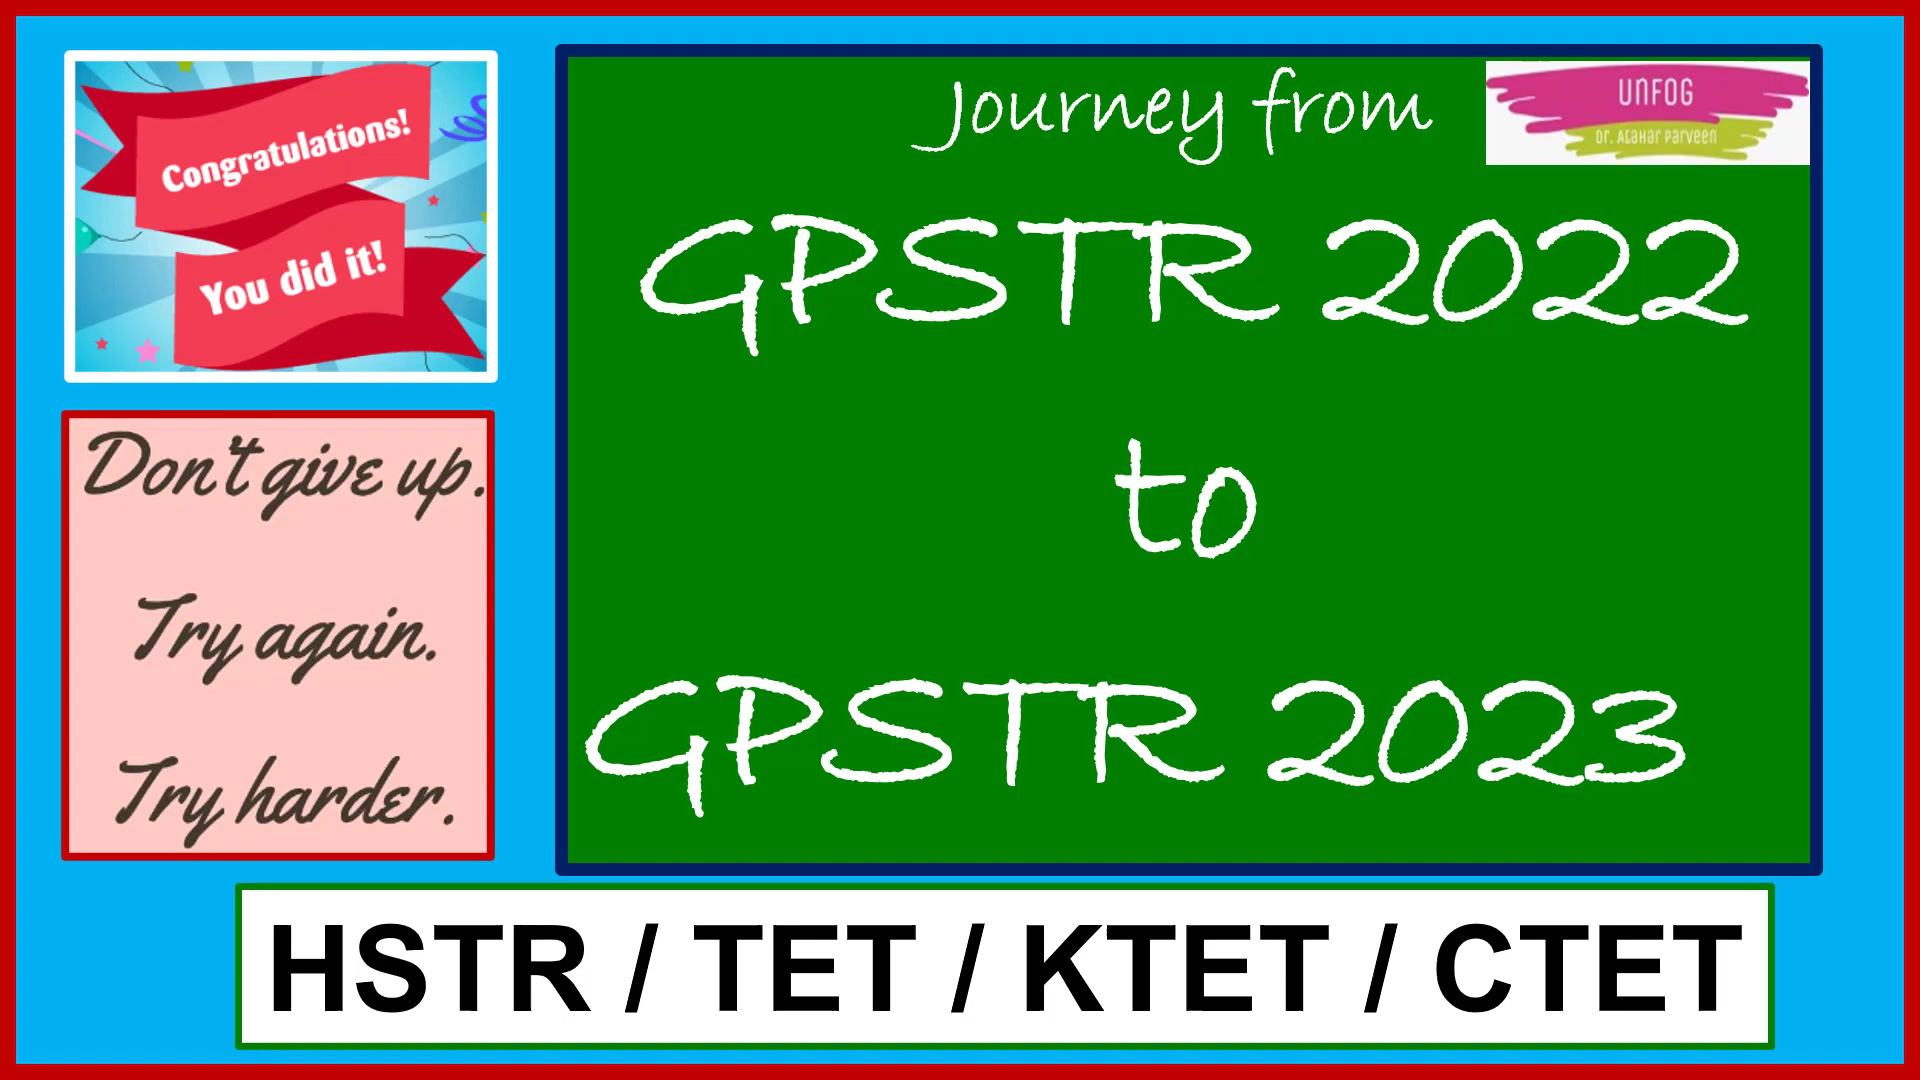 Congratulations!
You did it!
Don't give up.
Try again.
Try harder.
Journey from
UNFOG
Dr. Atahar Parveen
GPSTR 2022
to
GPSTR 2023
HSTR / TET / KTET / CTET